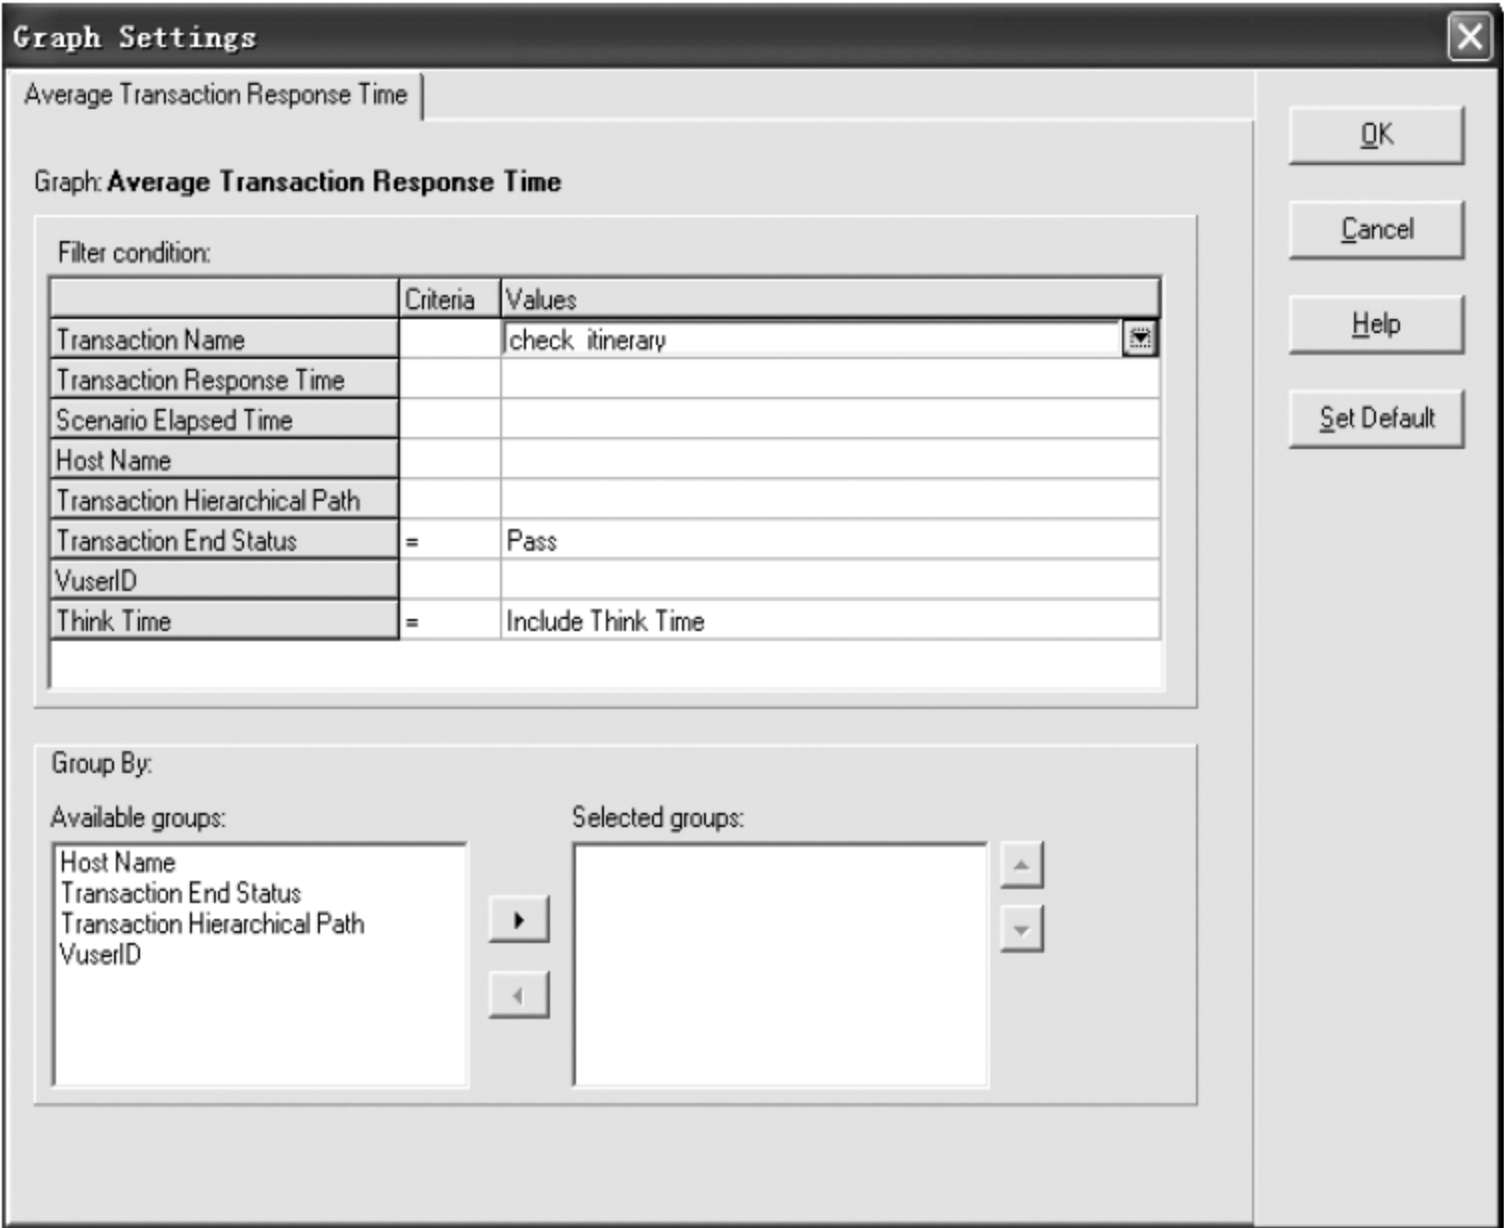 Graph Settings
Average Transaction Response Time
OK
Graph: Average Transaction Response Time
Cancel
Filter condition:
Criteria Values
Transaction Name check itinerary
Help
Transaction Response Time
Scenario Elapsed Time
Set Default
Host Name
Transaction Hierarchical Path
Transaction End Status = Pass
VuserID
Think Time = Include Think Time
Group By:
Available groups: Selected groups:
Host Name
Transaction End Status
Transaction Hierarchical Path
VuserID